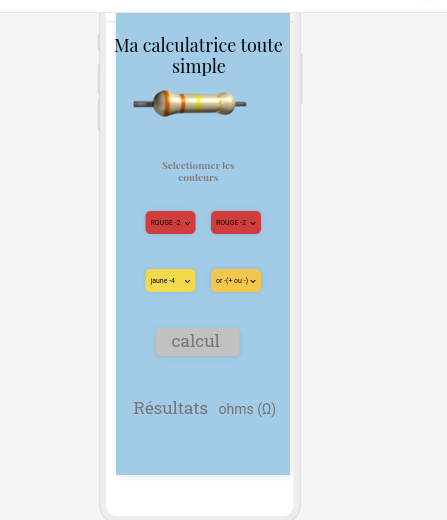 Ma calculatrice toute
simple
Selectionner les
couleurs
ROUGE -2 ROUGE -2
jaune -4 or -(+ ou -)
calcul
Résultats ohms (Ω)